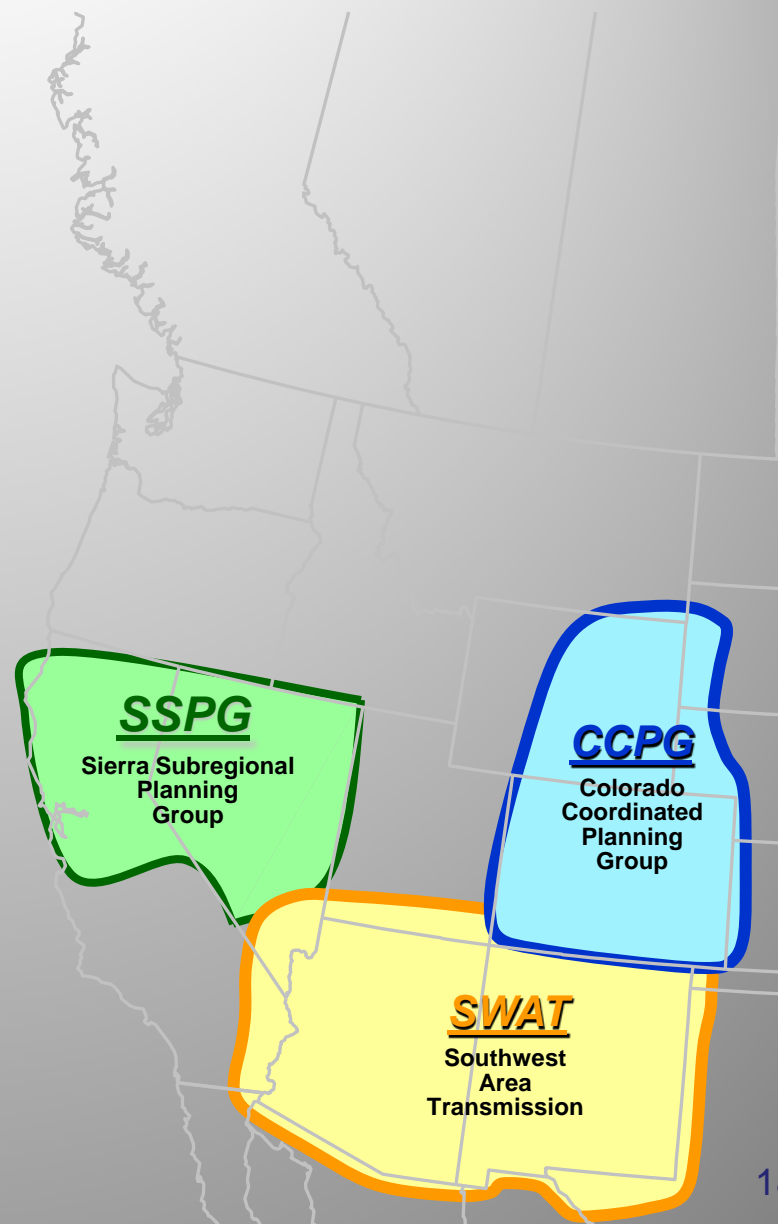 SSPG
Sierra Subregional
Planning
Group
CCPG
Colorado
Coordinated
Planning
Group
SWAT
Southwest
Area
Transmission